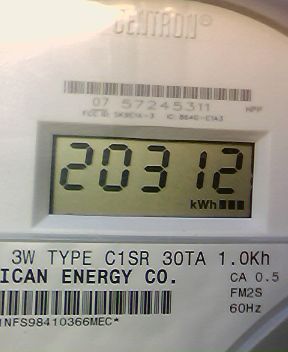 CENTRON®
07 57245311
20312
kWh
3W TYPE C1SR 30TA 1.0Kh
ICAN ENERGY CO. CA 0.5
FM2S
60Hz
1NFS98410366MEC*